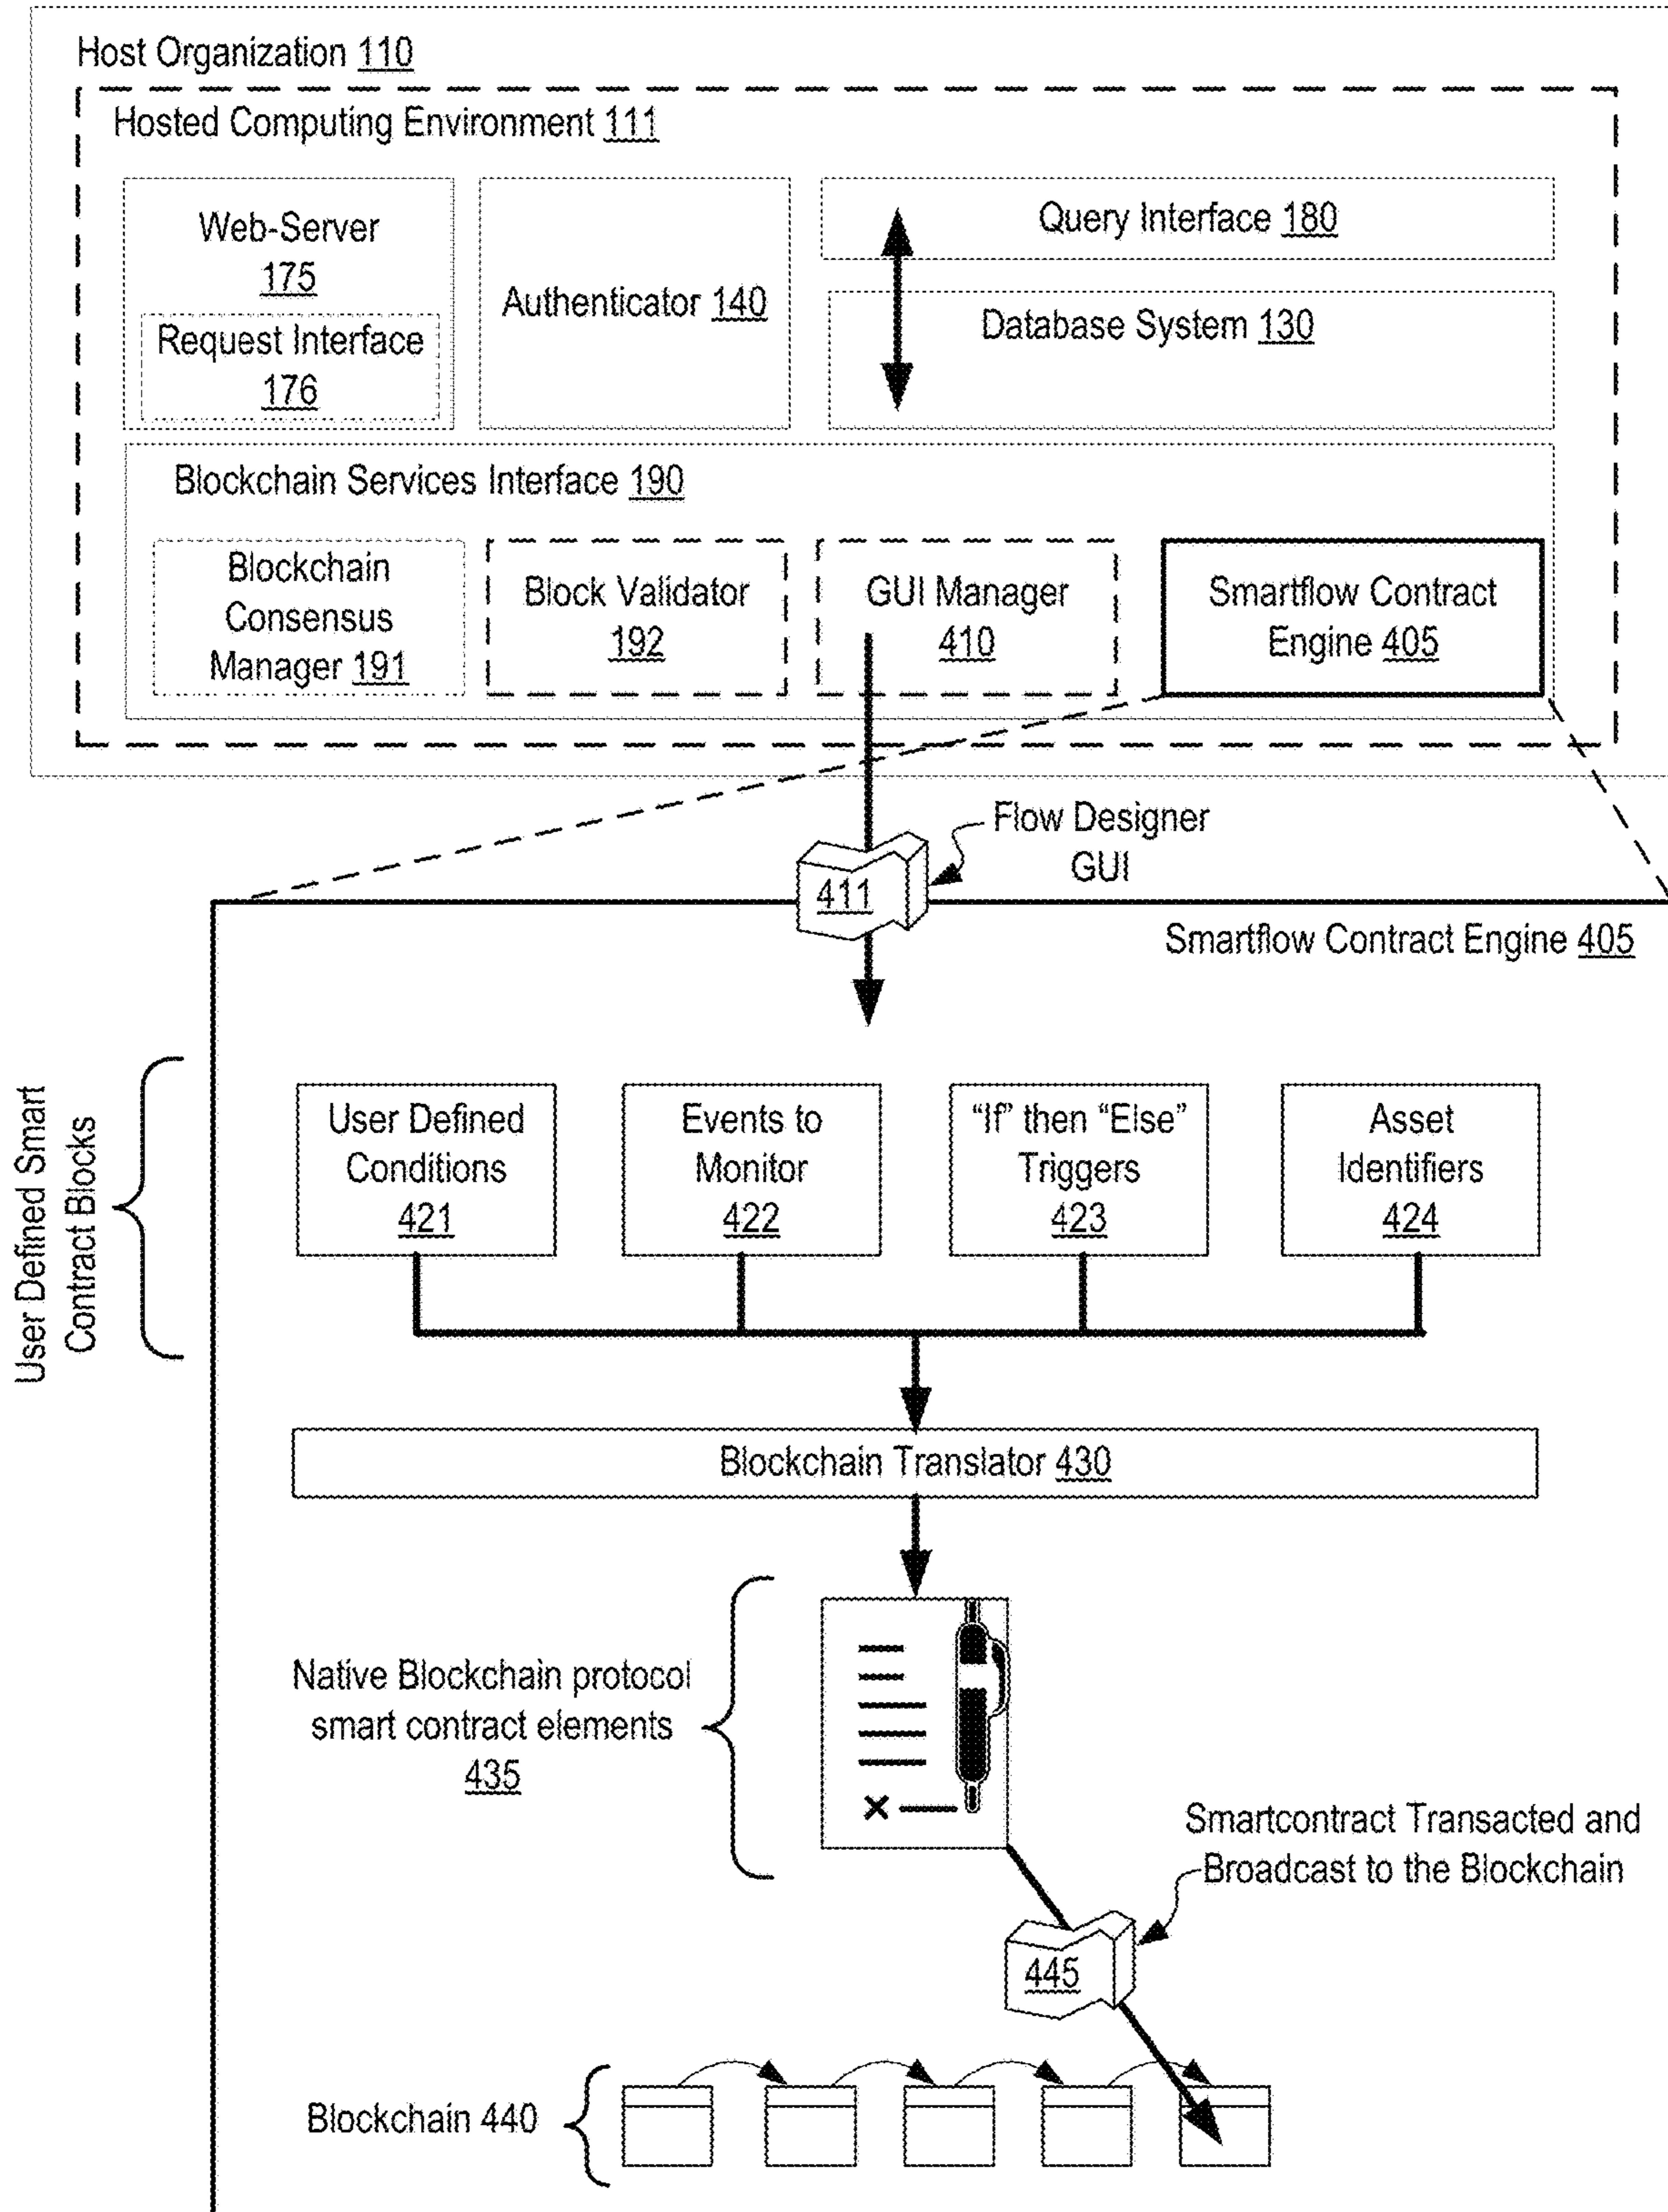 Host Organization 110
Hosted Computing Environment 111
Web-Server
175
Request Interface
176
Authenticator 140
Query Interface 180
Database System 130
Blockchain Services Interface 190
Blockchain
Consensus
Manager 191
Block Validator
192
GUI Manager
410
Smartflow Contract
Engine 405
Flow Designer
GUI
411
Smartflow Contract Engine 405
User Defined Smart
Contract Blocks
User Defined
Conditions
421
Events to
Monitor
422
“If” then “Else”
Triggers
423
Asset
Identifiers
424
Blockchain Translator 430
Native Blockchain protocol
smart contract elements
435
Smartcontract Transacted and
Broadcast to the Blockchain
445
Blockchain 440